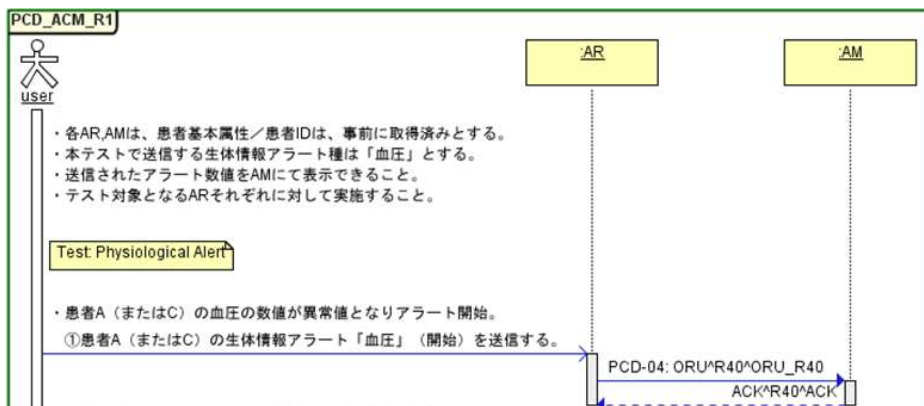 PCD_ACM_R1
:AR
:AM
user
・各AR,AMは、患者基本属性／患者IDは、事前に取得済みとする。
・本テストで送信する生体情報アラート種は「血圧」とする。
・送信されたアラート数値をAMにて表示できること。
・テスト対象となるARそれぞれに対して実施すること。
Test: Physiological Alert
・患者A（またはC）の血圧の数値が異常値となりアラート開始。
①患者A（またはC）の生体情報アラート「血圧」（開始）を送信する。
PCD-04: ORU^R40^ORU_R40
ACK^R40^ACK